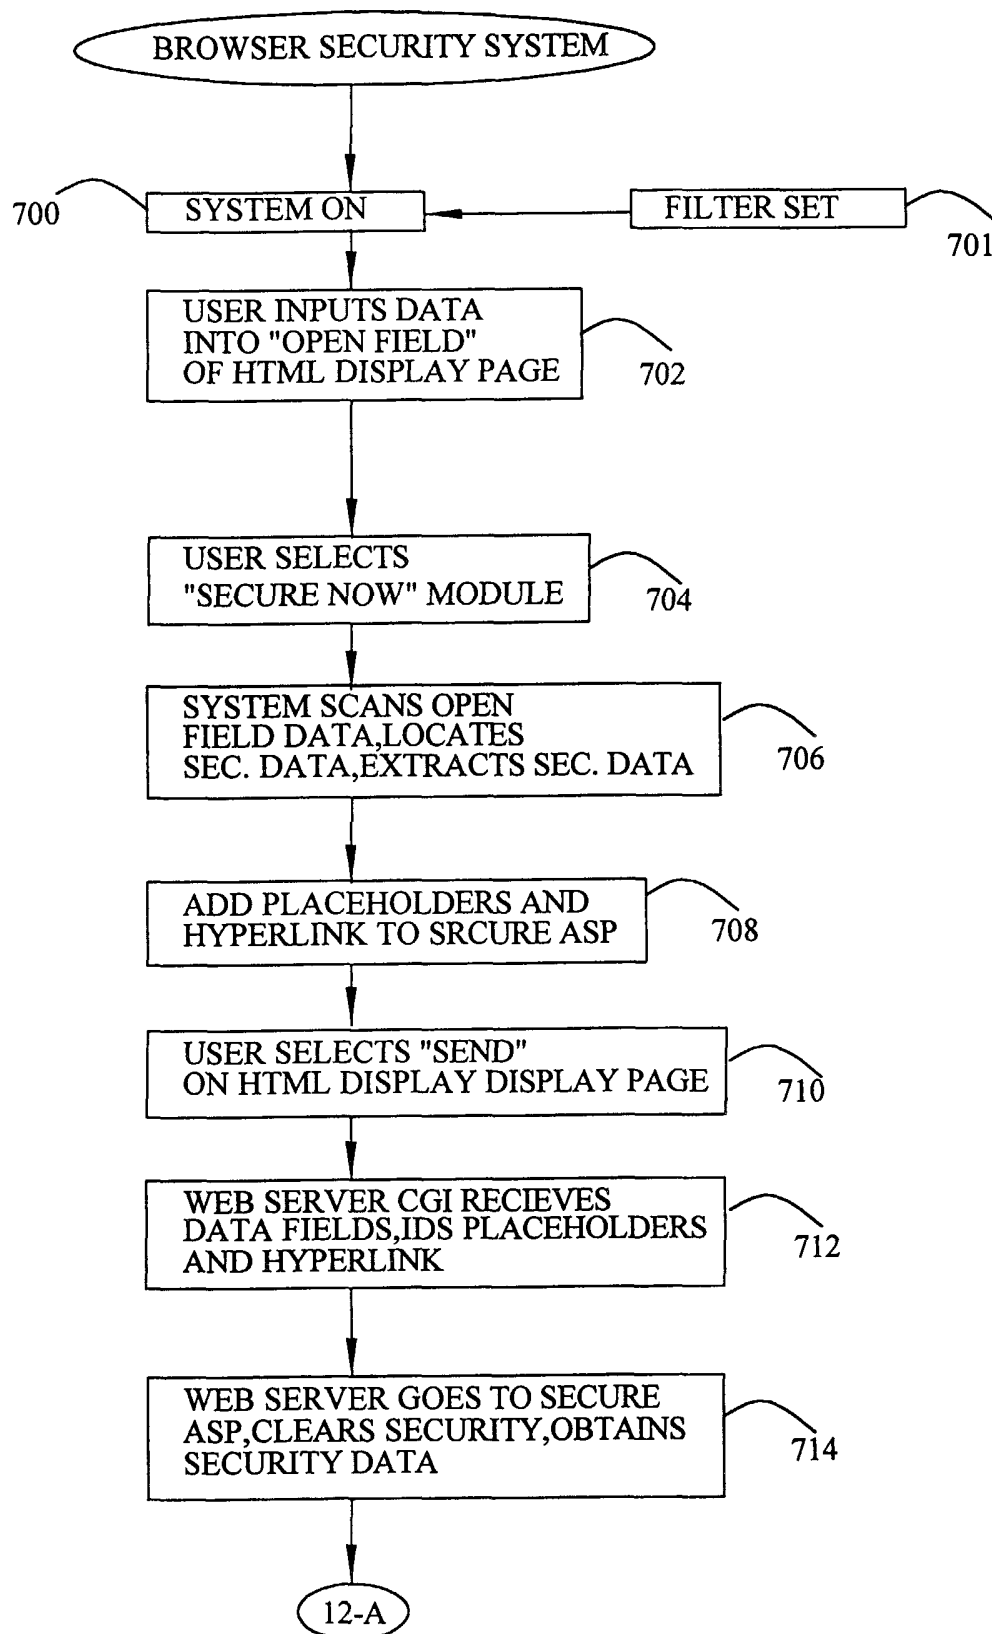 BROWSER SECURITY SYSTEM
700
SYSTEM ON
FILTER SET
701
USER INPUTS DATA
INTO "OPEN FIELD"
OF HTML DISPLAY PAGE
702
USER SELECTS
"SECURE NOW" MODULE
704
SYSTEM SCANS OPEN
FIELD DATA,LOCATES
SEC. DATA,EXTRACTS SEC. DATA
706
ADD PLACEHOLDERS AND
HYPERLINK TO SRCURE ASP
708
USER SELECTS "SEND"
ON HTML DISPLAY DISPLAY PAGE
710
WEB SERVER CGI RECIEVES
DATA FIELDS,IDS PLACEHOLDERS
AND HYPERLINK
712
WEB SERVER GOES TO SECURE
ASP,CLEARS SECURITY,OBTAINS
SECURITY DATA
714
12-A